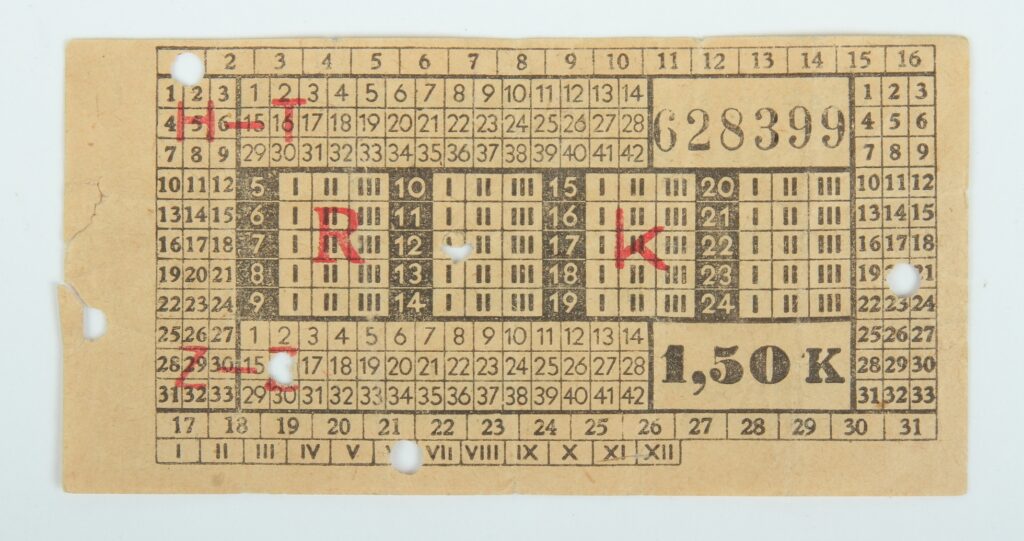 2 3 4 5 6 7 8 9 10 11 12 13 14 15 16
1 2 3 1 2 3 4 5 6 7 8 9 10 11 12 13 14 628399 1 2 3
4 5 6 15 16 17 18 19 20 21 22 23 24 25 26 27 28 4 5 6
H—T
7 8 9 29 30 31 32 33 34 35 36 37 38 39 40 41 42 7 8 9
10 11 12 5 I II III 10 I II III 15 I II III 20 I II III 10 11 12
13 14 15 6 I II III 11 I II III 16 I II III 21 I II III 13 14 15
R K
16 17 18 7 I II III 12 II III 17 I II III 22 I II III 16 17 18
19 20 21 8 I II III 13 I II III 18 I II III 23 I II III 19 21
22 23 24 9 I II III 14 I II III 19 I II III 24 I II III 22 23 24
25 26 27 1 2 3 4 5 6 7 8 9 10 11 12 13 14 1,50 K 25 26 27
28 29 30 15 17 18 19 20 21 22 23 24 25 26 27 28 28 29 30
31 32 33 29 30 31 32 33 34 35 36 37 38 39 40 41 42 31 32 33
17 18 19 20 21 22 23 24 25 26 27 28 29 30 31
I II III IV V VII VIII IX X XI XII